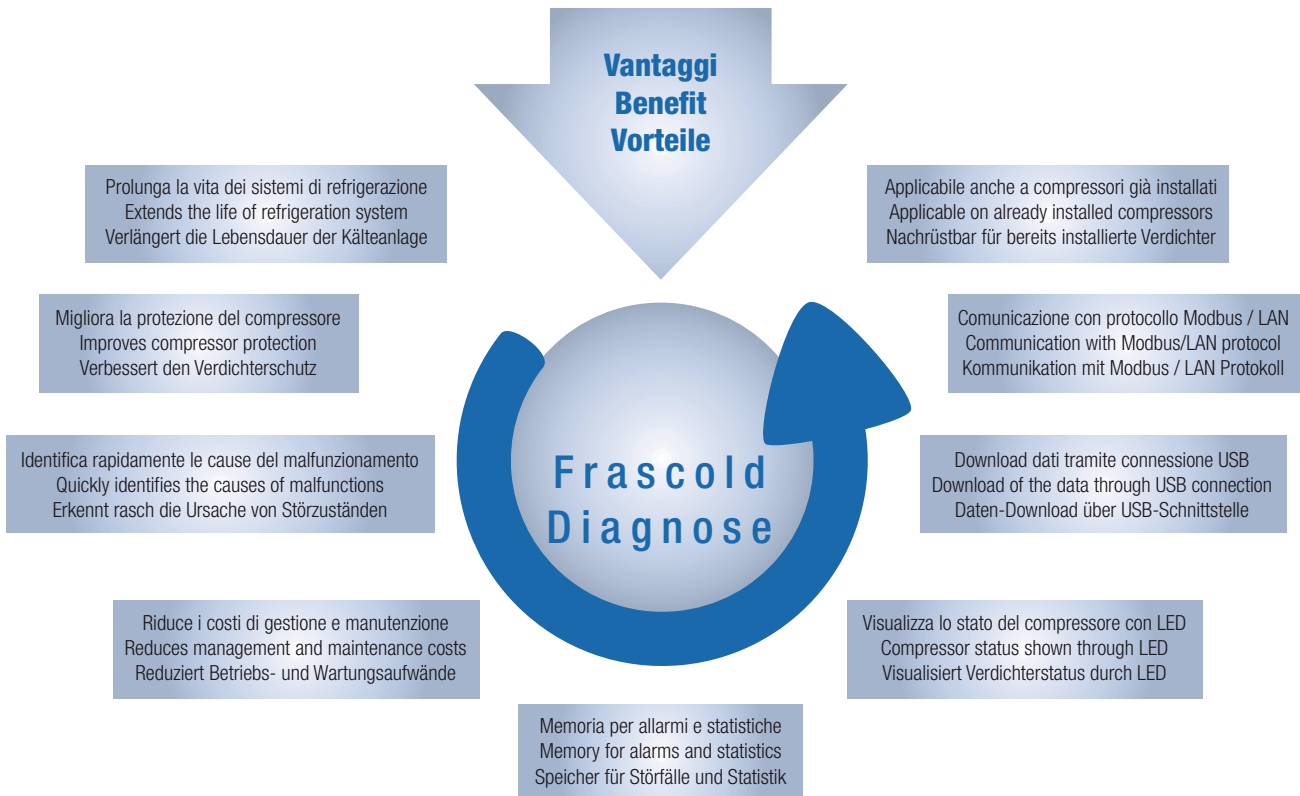 Vantaggi
Benefit
Vorteile
Prolunga la vita dei sistemi di refrigerazione
Extends the life of refrigeration system
Verlängert die Lebensdauer der Kälteanlage
Applicabile anche a compressori già installati
Applicable on already installed compressors
Nachrüstbar für bereits installierte Verdichter
Migliora la protezione del compressore
Improves compressor protection
Verbessert den Verdichterschutz
Comunicazione con protocollo Modbus / LAN
Communication with Modbus/LAN protocol
Kommunikation mit Modbus / LAN Protokoll
Identifica rapidamente le cause del malfunzionamento
Quickly identifies the causes of malfunctions
Erkennt rasch die Ursache von Störzuständen
Frascold
Diagnose
Download dati tramite connessione USB
Download of the data through USB connection
Daten-Download über USB-Schnittstelle
Riduce i costi di gestione e manutenzione
Reduces management and maintenance costs
Reduziert Betriebs- und Wartungsaufwände
Visualizza lo stato del compressore con LED
Compressor status shown through LED
Visualisiert Verdichterstatus durch LED
Memoria per allarmi e statistiche
Memory for alarms and statistics
Speicher für Störfälle und Statistik